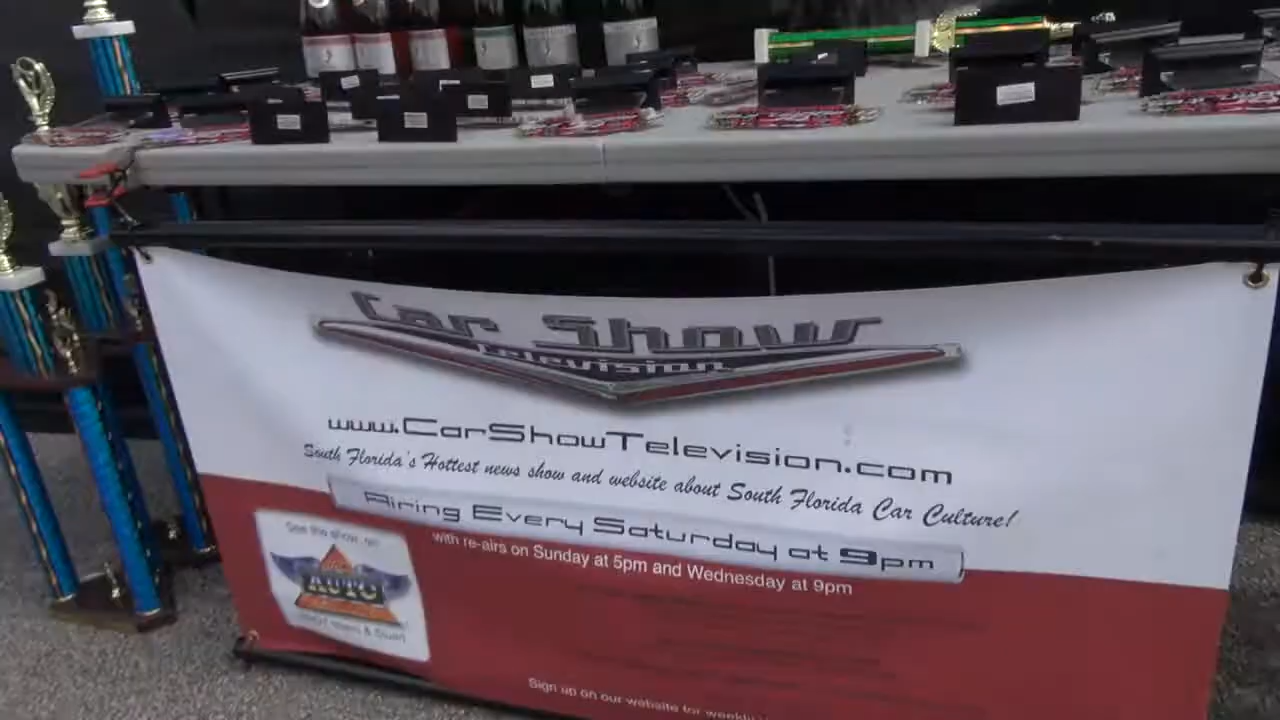 Car Show
television
www.CarShowTelevision.com
South Florida's Hottest news show and website about South Florida Car Culture!
Airing Every Saturday at 9pm
with re-airs on Sunday at 5pm and Wednesday at 9pm
See the show on
AUTO
Sign up on our website for weekly